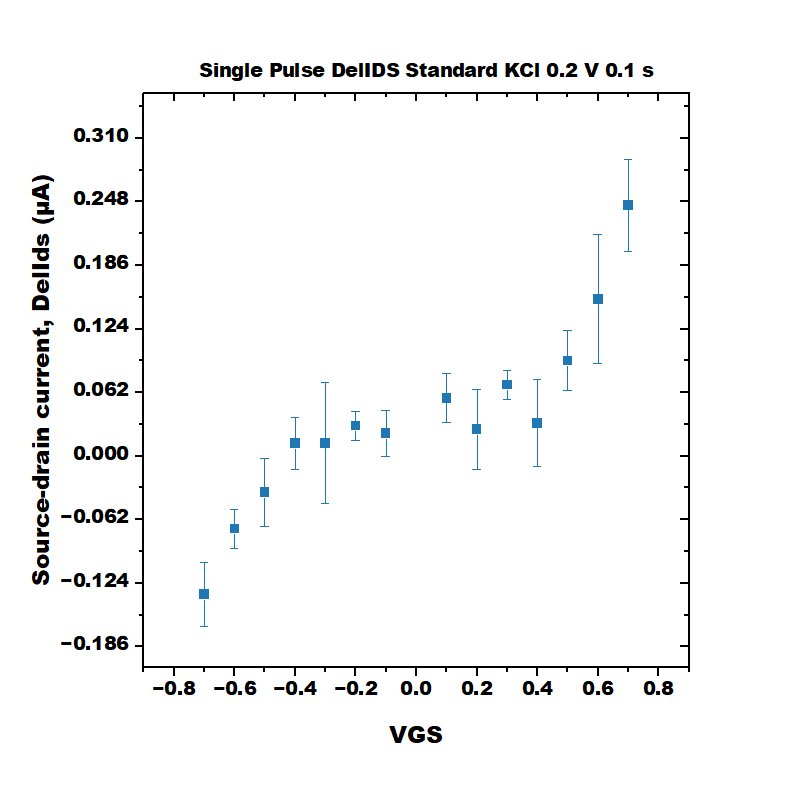 Single Pulse DelIDS Standard KCl 0.2 V 0.1 s
Source-drain current, DelIds (µA)
0.310
0.248
0.186
0.124
0.062
0.000
−0.062
−0.124
−0.186
−0.8 −0.6 −0.4 −0.2 0.0 0.2 0.4 0.6 0.8
VGS